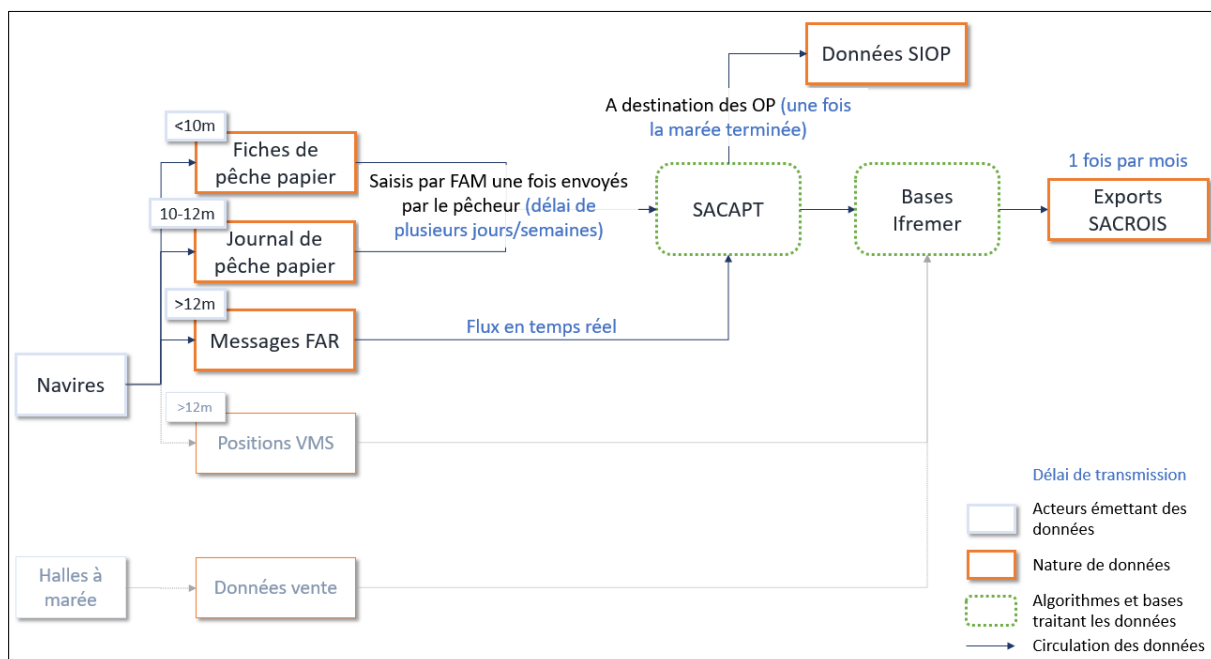 Données SIOP
A destination des OP (une fois
la marée terminée)
<10m
Fiches de
pêche papier
Saisis par FAM une fois envoyés
par le pêcheur (délai de
plusieurs jours/semaines)
10-12m
Journal de
pêche papier
SACAPT
Bases
Ifremer
1 fois par mois
Exports
SACROIS
>12m
Messages FAR
Flux en temps réel
Navires
>12m
Positions VMS
Halles à
marée
Données vente
Délai de transmission
Acteurs émettant des
données
Nature de données
Algorithmes et bases
traitant les données
Circulation des données